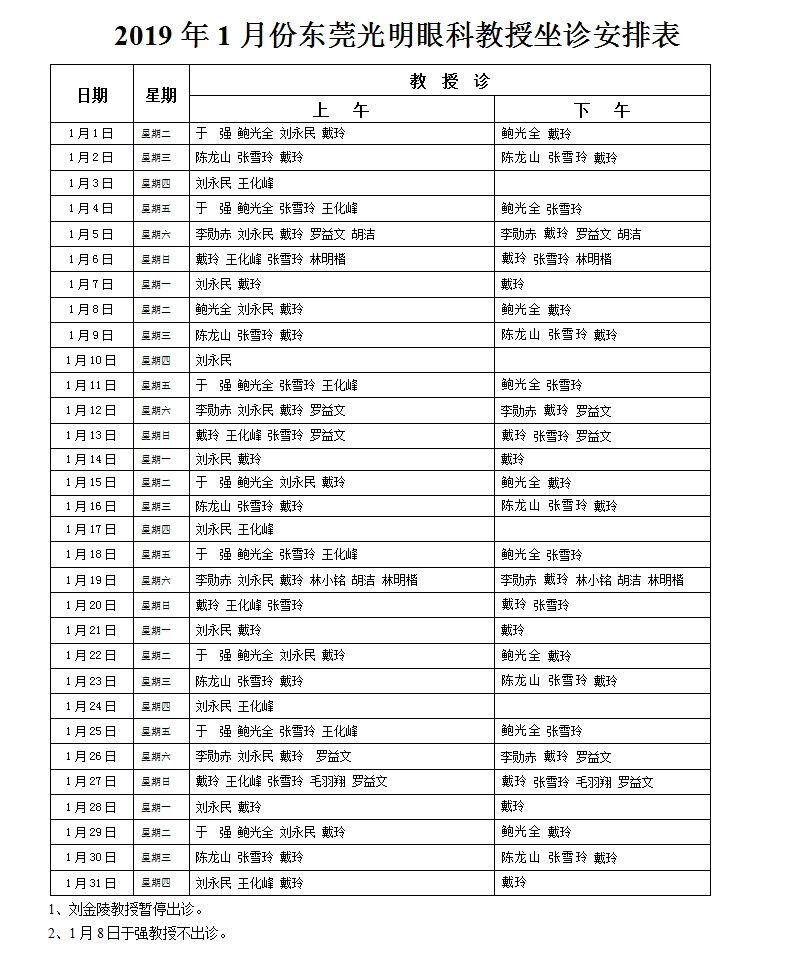 2019 年 1 月份东莞光明眼科教授坐诊安排表
日期 星期 教 授 诊
上 午 下 午
1月1日 星期二 于 强 鲍光全 刘永民 戴玲 鲍光全 戴玲
1月2日 星期三 陈龙山 张雪玲 戴玲 陈龙山 张雪玲 戴玲
1月3日 星期四 刘永民 王化峰
1月4日 星期五 于 强 鲍光全 张雪玲 王化峰 鲍光全 张雪玲
1月5日 星期六 李勋赤 刘永民 戴玲 罗益文 胡洁 李勋赤 戴玲 罗益文 胡洁
1月6日 星期日 戴玲 王化峰 张雪玲 林明楷 戴玲 张雪玲 林明楷
1月7日 星期一 刘永民 戴玲 戴玲
1月8日 星期二 鲍光全 刘永民 戴玲 鲍光全 戴玲
1月9日 星期三 陈龙山 张雪玲 戴玲 陈龙山 张雪玲 戴玲
1月10日 星期四 刘永民
1月11日 星期五 于 强 鲍光全 张雪玲 王化峰 鲍光全 张雪玲
1月12日 星期六 李勋赤 刘永民 戴玲 罗益文 李勋赤 戴玲 罗益文
1月13日 星期日 戴玲 王化峰 张雪玲 罗益文 戴玲 张雪玲 罗益文
1月14日 星期一 刘永民 戴玲 戴玲
1月15日 星期二 于 强 鲍光全 刘永民 戴玲 鲍光全 戴玲
1月16日 星期三 陈龙山 张雪玲 戴玲 陈龙山 张雪玲 戴玲
1月17日 星期四 刘永民 王化峰
1月18日 星期五 于 强 鲍光全 张雪玲 王化峰 鲍光全 张雪玲
1月19日 星期六 李勋赤 刘永民 戴玲 林小铭 胡洁 林明楷 李勋赤 戴玲 林小铭 胡洁 林明楷
1月20日 星期日 戴玲 王化峰 张雪玲 戴玲 张雪玲
1月21日 星期一 刘永民 戴玲 戴玲
1月22日 星期二 于 强 鲍光全 刘永民 戴玲 鲍光全 戴玲
1月23日 星期三 陈龙山 张雪玲 戴玲 陈龙山 张雪玲 戴玲
1月24日 星期四 刘永民 王化峰
1月25日 星期五 于 强 鲍光全 张雪玲 王化峰 鲍光全 张雪玲
1月26日 星期六 李勋赤 刘永民 戴玲 罗益文 李勋赤 戴玲 罗益文
1月27日 星期日 戴玲 王化峰 张雪玲 毛羽翔 罗益文 戴玲 张雪玲 毛羽翔 罗益文
1月28日 星期一 刘永民 戴玲 戴玲
1月29日 星期二 于 强 鲍光全 刘永民 戴玲 鲍光全 戴玲
1月30日 星期三 陈龙山 张雪玲 戴玲 陈龙山 张雪玲 戴玲
1月31日 星期四 刘永民 王化峰 戴玲 戴玲
1、刘金陵教授暂停出诊。
2、1月8日于强教授不出诊。